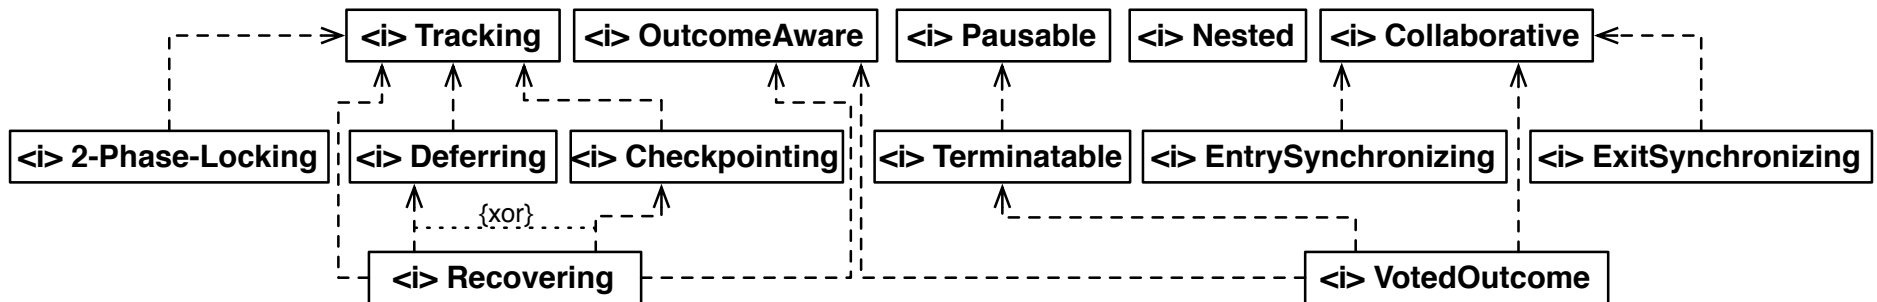 <i> Tracking
<i> OutcomeAware
<i> Pausable
<i> Nested
<i> Collaborative
<i> 2-Phase-Locking
<i> Deferring
<i> Checkpointing
<i> Terminatable
<i> EntrySynchronizing
<i> ExitSynchronizing
{xor}
<i> Recovering
<i> VotedOutcome